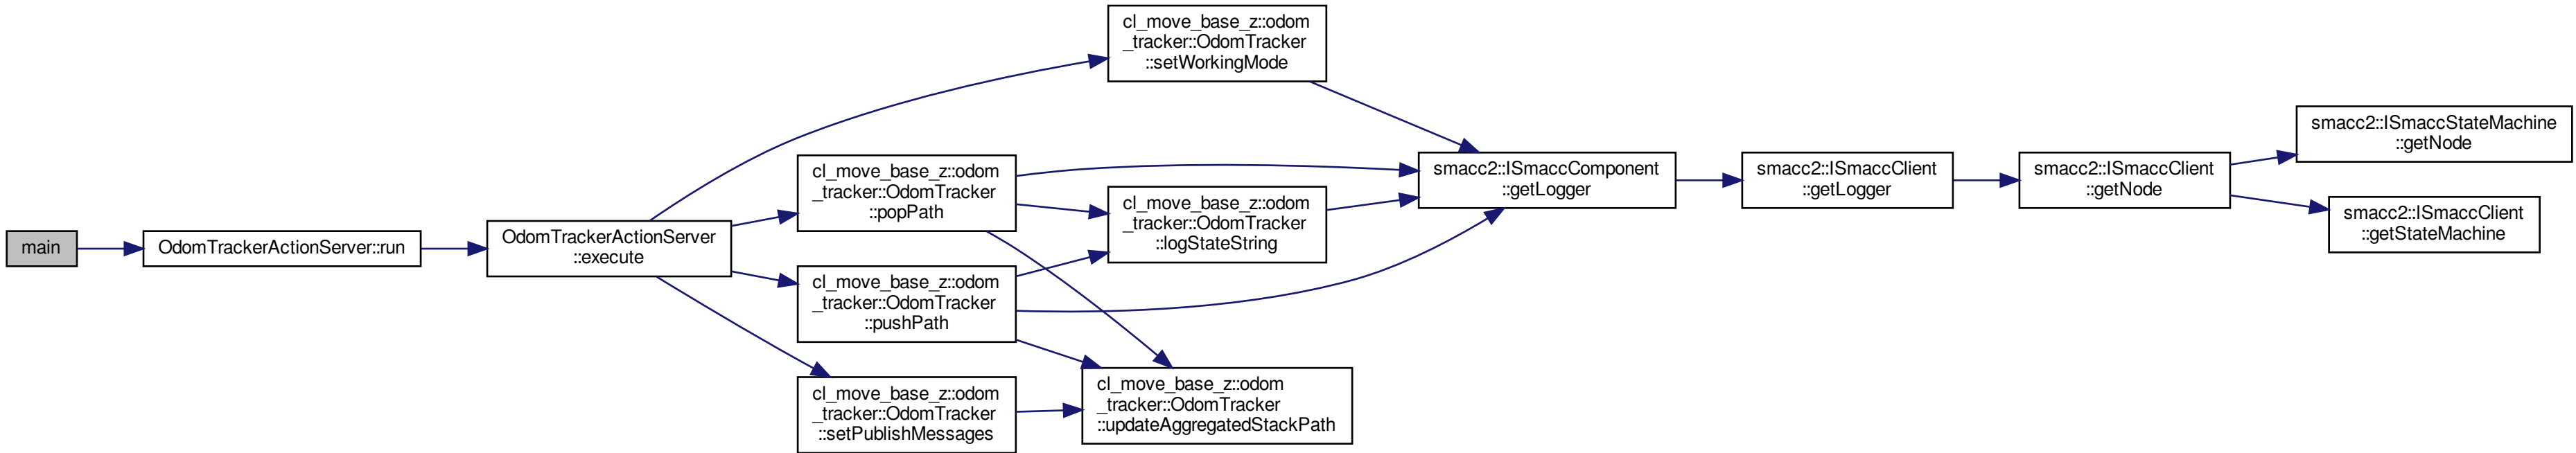 main
OdomTrackerActionServer::run
OdomTrackerActionServer
::execute
cl_move_base_z::odom
_tracker::OdomTracker
::setWorkingMode
cl_move_base_z::odom
_tracker::OdomTracker
::popPath
cl_move_base_z::odom
_tracker::OdomTracker
::pushPath
cl_move_base_z::odom
_tracker::OdomTracker
::setPublishMessages
cl_move_base_z::odom
_tracker::OdomTracker
::logStateString
cl_move_base_z::odom
_tracker::OdomTracker
::updateAggregatedStackPath
smacc2::ISmaccComponent
::getLogger
smacc2::ISmaccClient
::getLogger
smacc2::ISmaccClient
::getNode
smacc2::ISmaccStateMachine
::getNode
smacc2::ISmaccClient
::getStateMachine